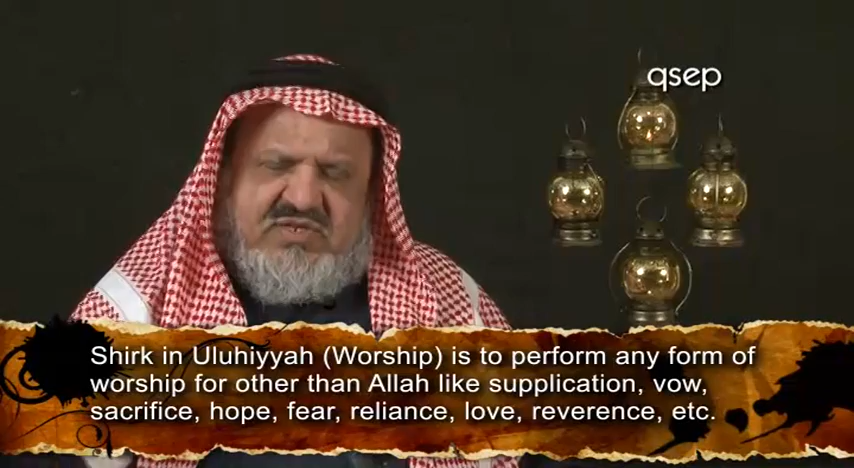 qsep
Shirk in Uluhiyyah (Worship) is to perform any form of
worship for other than Allah like supplication, vow,
sacrifice, hope, fear, reliance, love, reverence, etc.